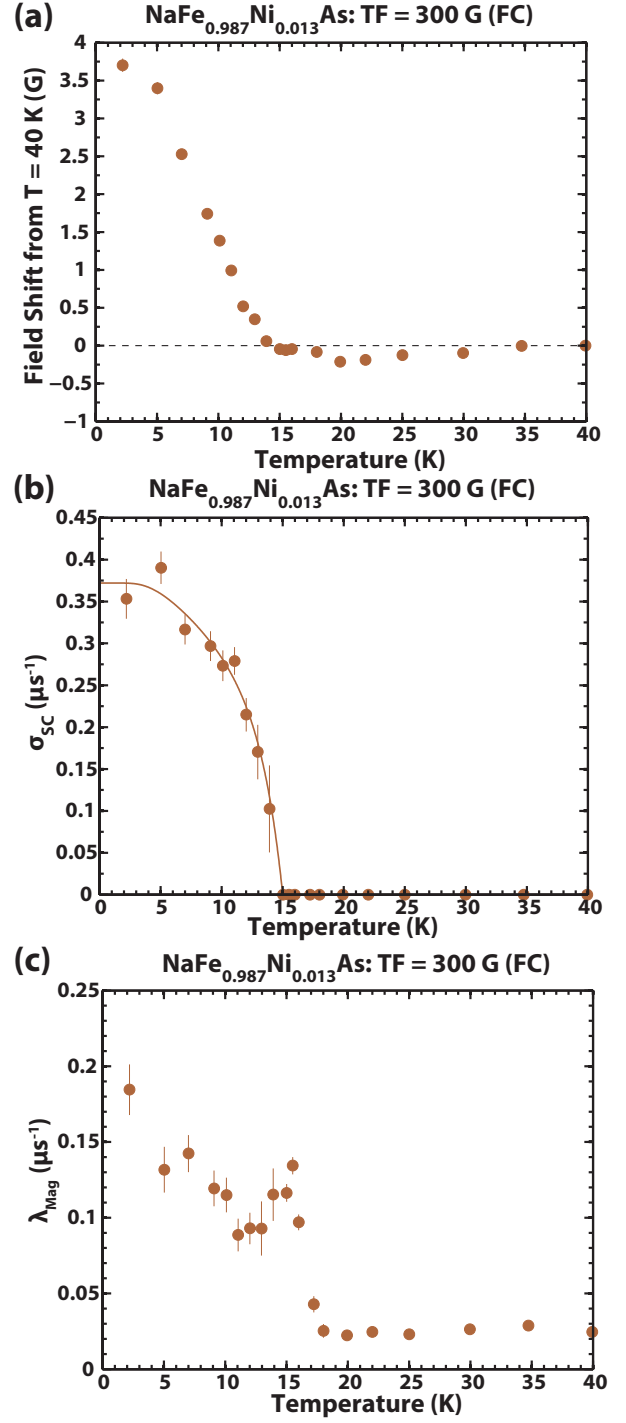 (a)
NaFe0.987Ni0.013As: TF = 300 G (FC)
Field Shift from T = 40 K (G)
4
3.5
3
2.5
2
1.5
1
0.5
0
−0.5
−1
0 5 10 15 20 25 30 35 40
Temperature (K)
(b)
NaFe0.987Ni0.013As: TF = 300 G (FC)
σSC (μs-1)
0.45
0.4
0.35
0.3
0.25
0.2
0.15
0.1
0.05
0
0 5 10 15 20 25 30 35 40
Temperature (K)
(c)
NaFe0.987Ni0.013As: TF = 300 G (FC)
λMag (μs-1)
0.25
0.2
0.15
0.1
0.05
0
0 5 10 15 20 25 30 35 40
Temperature (K)